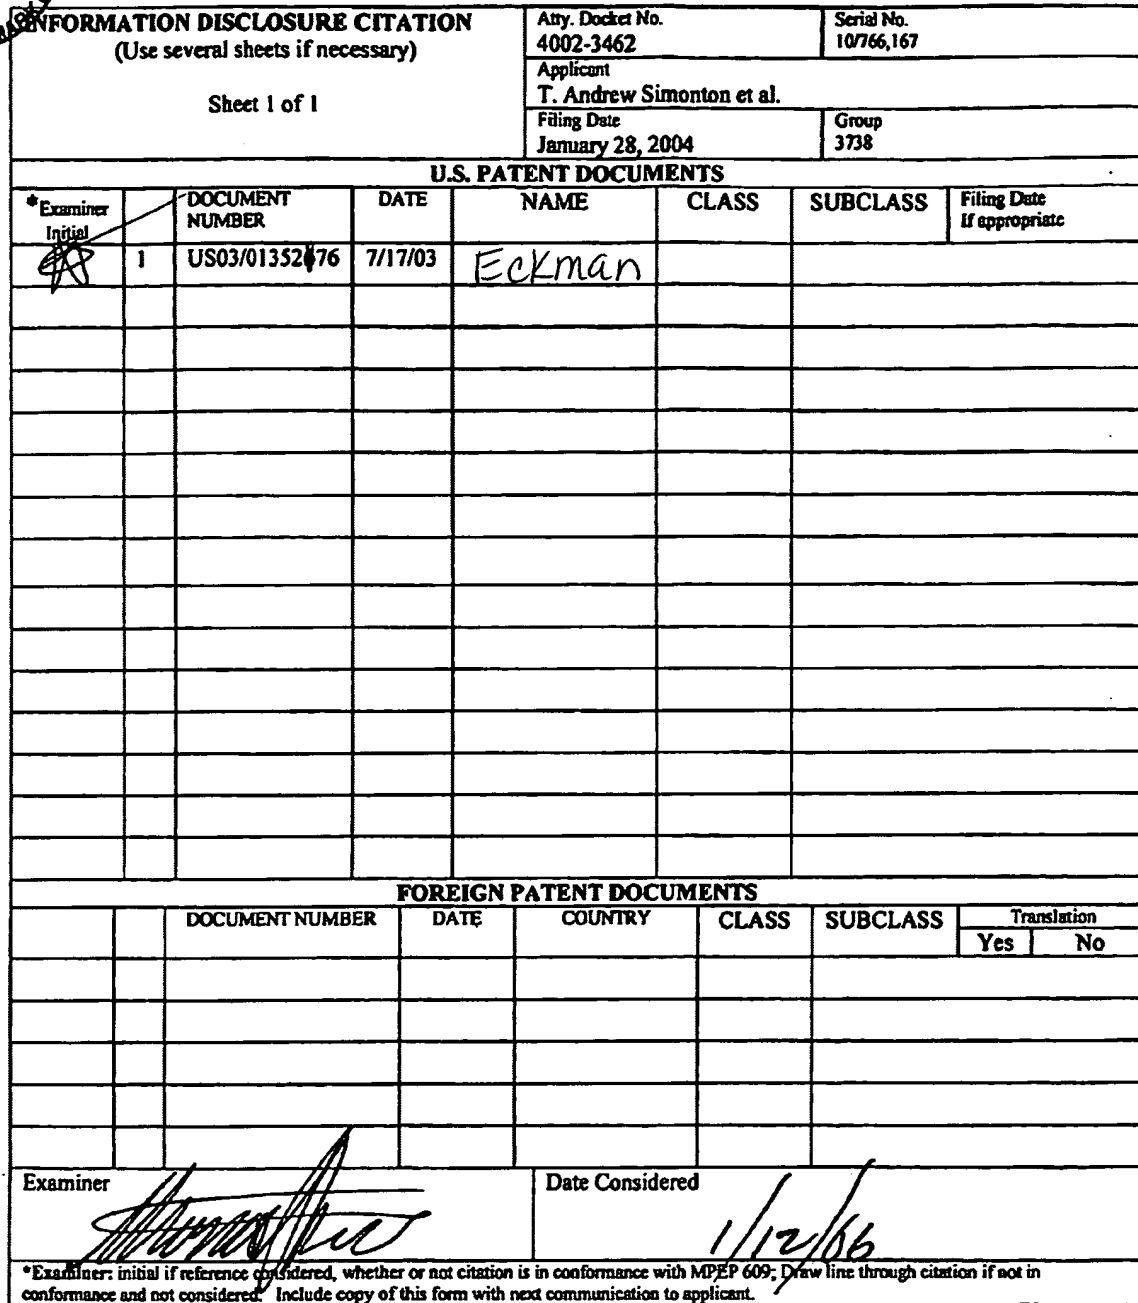 INFORMATION DISCLOSURE CITATION
(Use several sheets if necessary)
Sheet 1 of 1
Atty. Docket No.
4002-3462
Serial No.
10/766,167
Applicant
T. Andrew Simonton et al.
Filing Date
January 28, 2004
Group
3738
U.S. PATENT DOCUMENTS
*Examiner Initial
DOCUMENT NUMBER
DATE
NAME
CLASS
SUBCLASS
Filing Date If appropriate
1 US03/01352076 7/17/03 Eckman
FOREIGN PATENT DOCUMENTS
DOCUMENT NUMBER
DATE
COUNTRY
CLASS
SUBCLASS
Translation
Yes
No
Examiner
Date Considered
1/12/06
*Examiner: initial if reference considered, whether or not citation is in conformance with MPEP 609; Draw line through citation if not in
conformance and not considered. Include copy of this form with next communication to applicant.